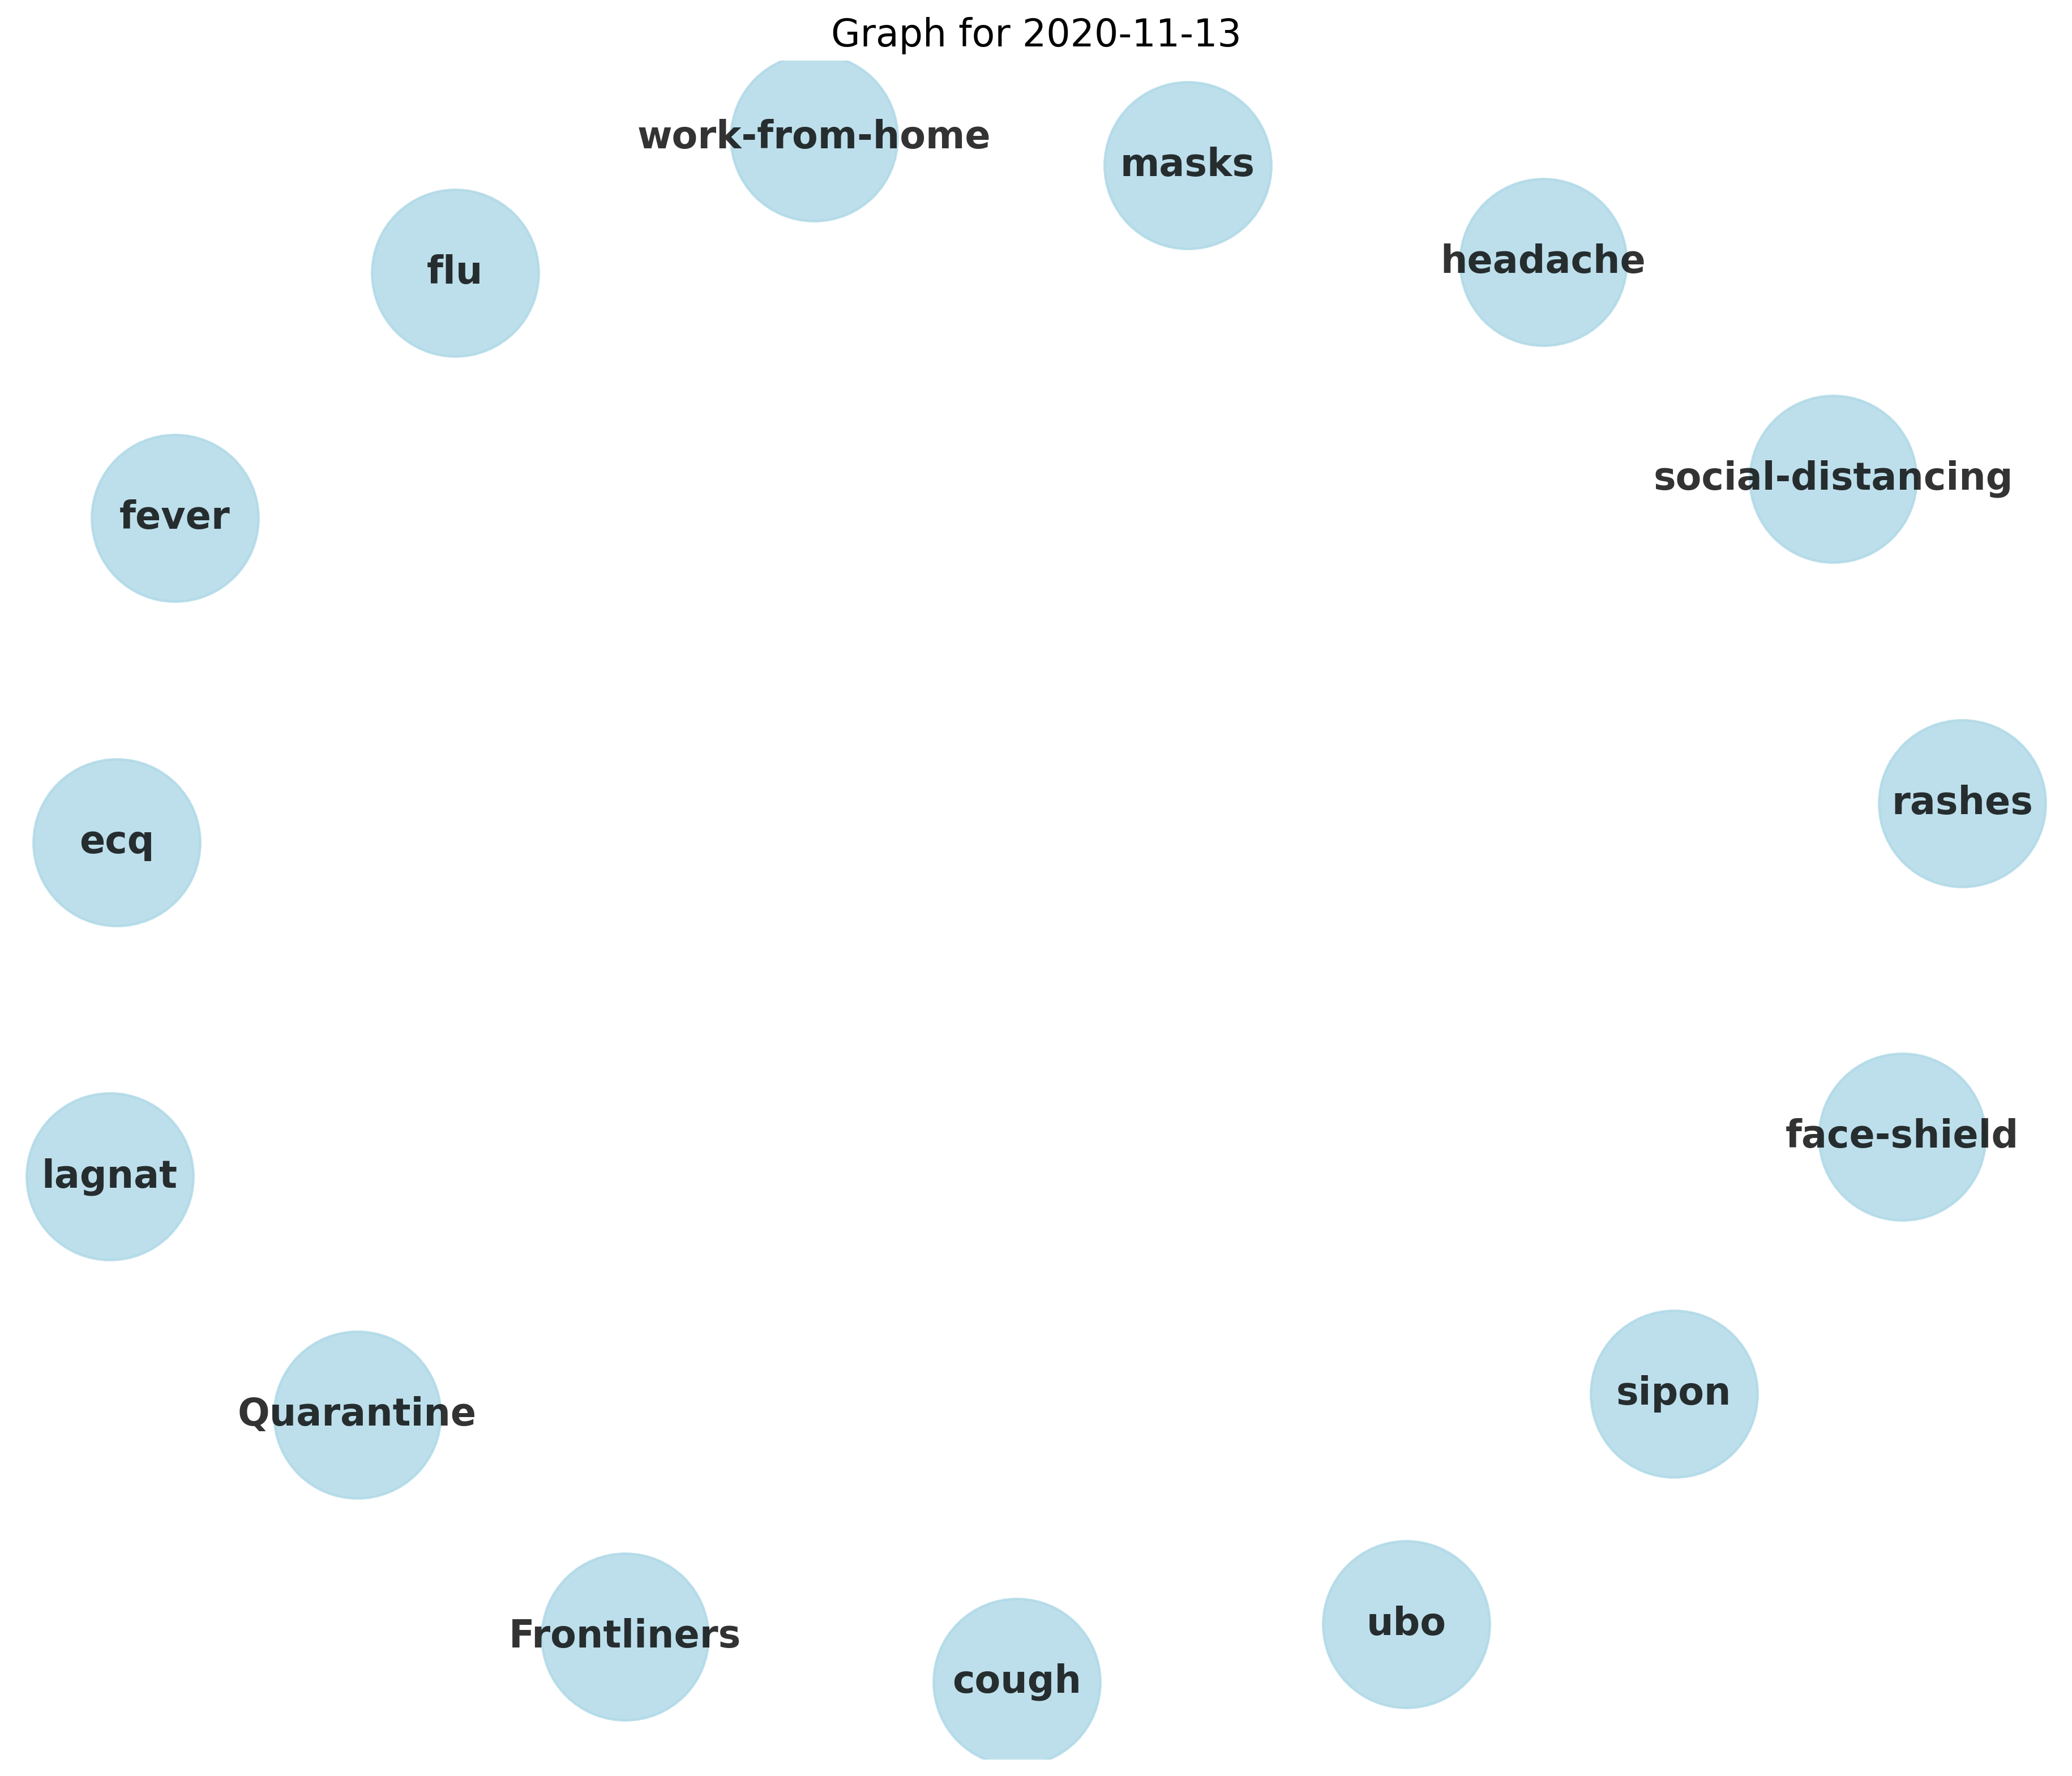 Graph for 2020-11-13
work-from-home
masks
headache
flu
social-distancing
fever
rashes
ecq
face-shield
lagnat
sipon
Quarantine
ubo
Frontliners
cough